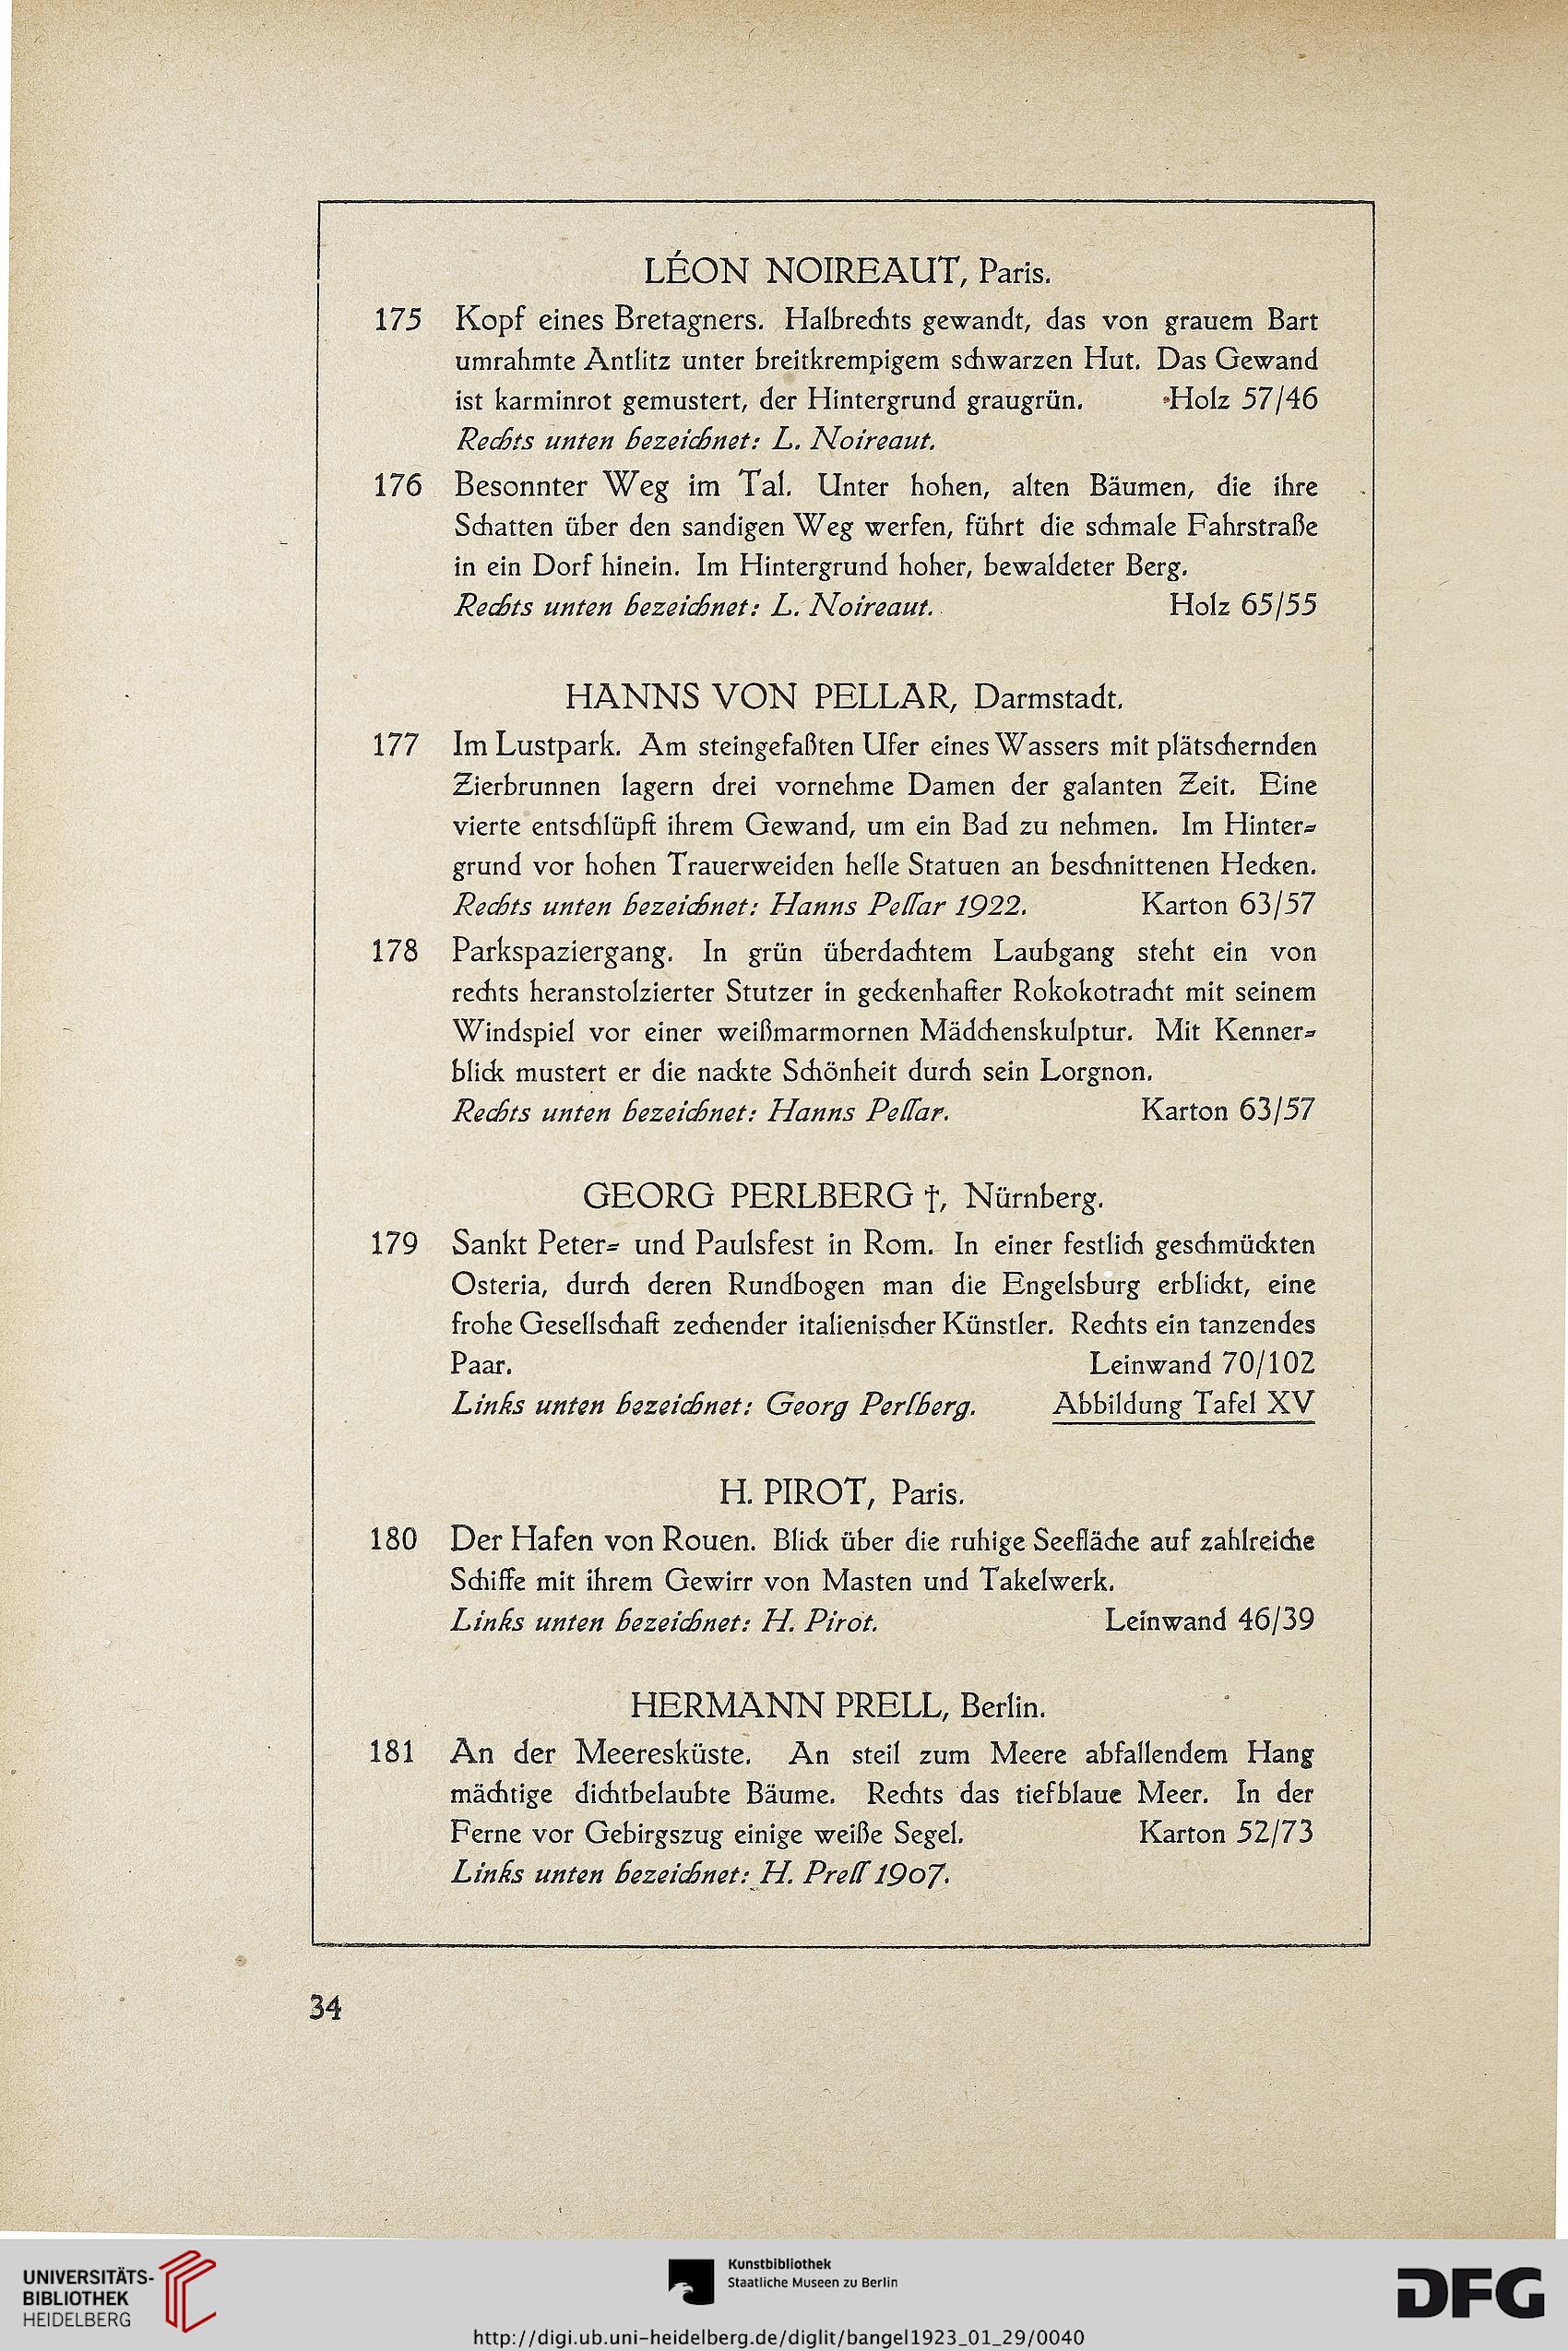 LÉON NOIREAUT, Paris.
175 Kopf eines Bretagners. Halbrechts gewandt, das von grauem Bart
umrahmte Antlitz unter breitkrempigem schwarzen Hut. Das Gewand
ist karminrot gemustert, der Hintergrund graugrün. Holz 57/46
Rechts unten bezeichnet: L. Noireaut.
176 Besonnter Weg im Tal. Unter hohen, alten Bäumen, die ihre
Schatten über den sandigen Weg werfen, führt die schmale Fahrstraße
in ein Dorf hinein. Im Hintergrund hoher, bewaldeter Berg.
Rechts unten bezeichnet: L. Noireaut. Holz 65/55
HANNS VON PELLAR, Darmstadt.
177 Im Lustpark. Am steingefaßten Ufer eines Wassers mit plätschernden
Zierbrunnen lagern drei vornehme Damen der galanten Zeit. Eine
vierte entschlüpft ihrem Gewand, um ein Bad zu nehmen. Im Hinter-
grund vor hohen Trauerweiden helle Statuen an beschnittenen Hecken.
Rechts unten bezeichnet: Hanns Pellar 1922. Karton 63/57
178 Parkspaziergang. In grün überdachtem Laubgang steht ein von
rechts heranstolzierter Stutzer in geckenhafter Rokokotracht mit seinem
Windspiel vor einer weißmarmornen Mädchenskulptur. Mit Kenner-
blick mustert er die nackte Schönheit durch sein Lorgnon.
Rechts unten bezeichnet: Hanns Pellar. Karton 63/57
GEORG PERLBERG †, Nürnberg.
179 Sankt Peter- und Paulsfest in Rom. In einer festlich geschmückten
Osteria, durch deren Rundbogen man die Engelsburg erblickt, eine
frohe Gesellschaft zechender italienischer Künstler. Rechts ein tanzendes
Paar. Leinwand 70/102
Links unten bezeichnet: Georg Perlberg. Abbildung Tafel XV
H. PIROT, Paris.
180 Der Hafen von Rouen. Blick über die ruhige Seefläche auf zahlreiche
Schiffe mit ihrem Gewirr von Masten und Takelwerk.
Links unten bezeichnet: H. Pirot. Leinwand 46/39
HERMANN PRELL, Berlin.
181 An der Meeresküste. An steil zum Meere abfallendem Hang
mächtige dichtbelaubte Bäume. Rechts das tiefblaue Meer. In der
Ferne vor Gebirgszug einige weiße Segel. Karton 52/73
Links unten bezeichnet: H. Prell 1907.
34
UNIVERSITÄTS-
BIBLIOTHEK
HEIDELBERG
Kunstbibliothek
Staatliche Museen zu Berlin
DFG
http://digi.ub.uni-heidelberg.de/diglit/bangel1923_01_29/0040